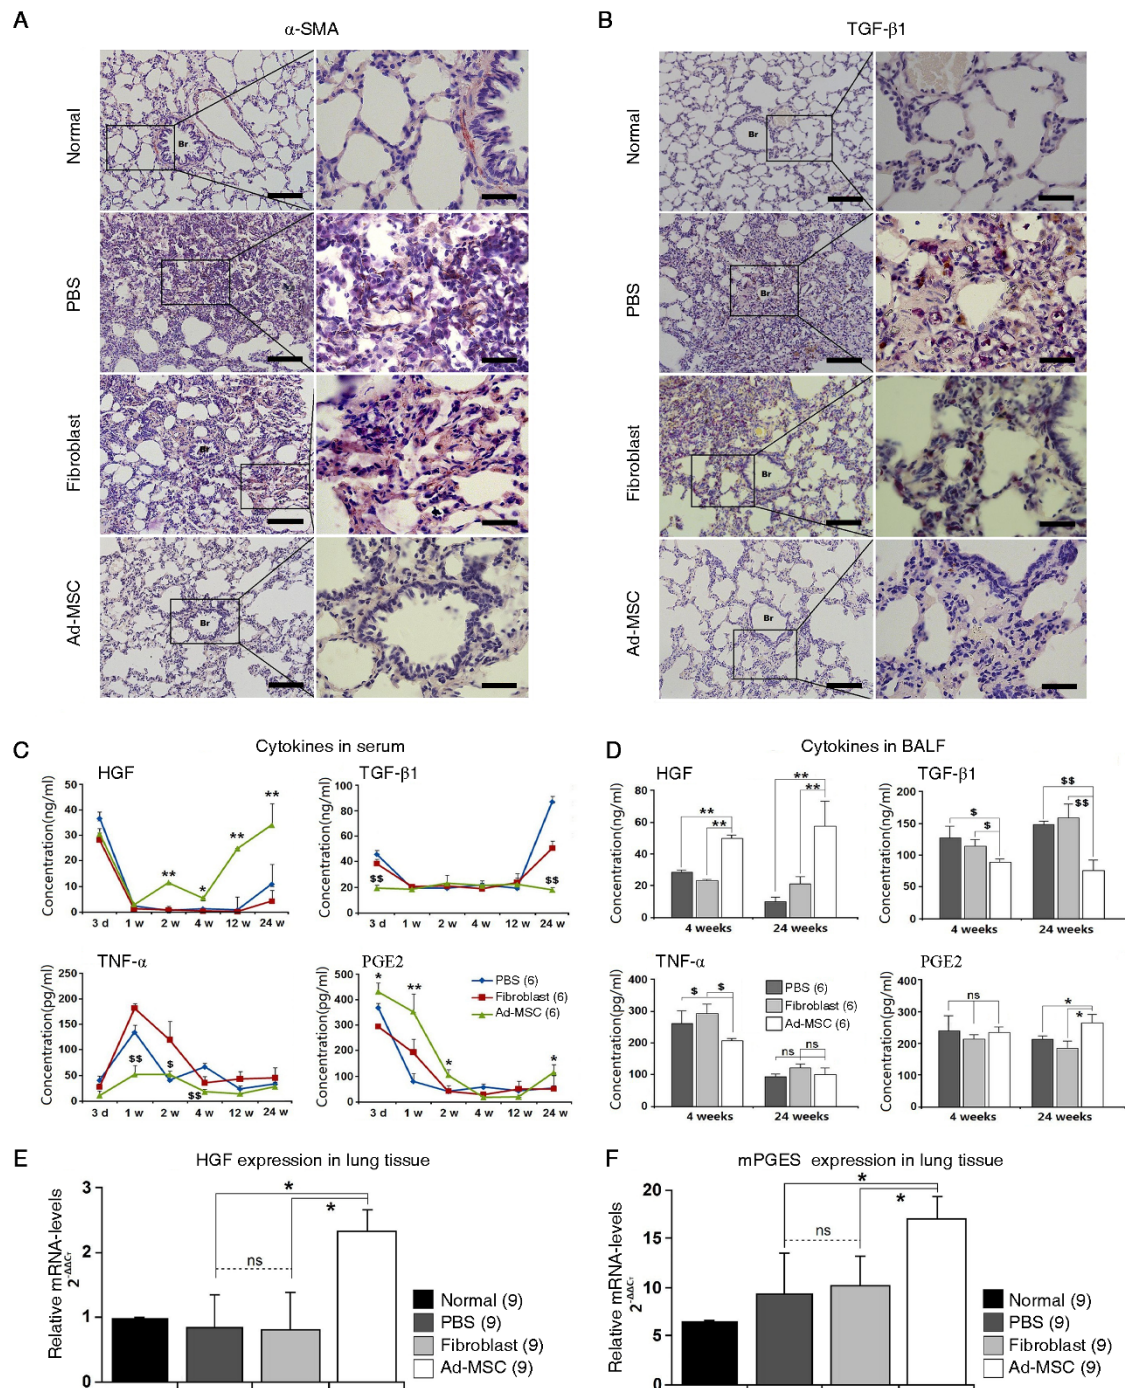 A
α-SMA
Normal
Br
PBS
Fibroblast
Br
Ad-MSC
Br
B
TGF-β1
Normal
Br
PBS
Br
Fibroblast
Br
Ad-MSC
Br
C
Cytokines in serum
HGF
Concentration(ng/ml)
50
40
30
20
10
0
3 d
1 w
2 w
4 w
12 w
24 w
**
*
**
**
TGF-β1
Concentration(ng/ml)
100
80
60
40
20
0
3 d
1 w
2 w
4 w
12 w
24 w
$$
$$
TNF-α
Concentration(pg/ml)
250
200
150
100
50
0
3 d
1 w
2 w
4 w
12 w
24 w
$$
$
$$
PGE2
Concentration(pg/ml)
500
400
300
200
100
0
3 d
1 w
2 w
4 w
12 w
24 w
*
**
*
*
PBS (6)
Fibroblast (6)
Ad-MSC (6)
D
Cytokines in BALF
HGF
Concentration(ng/ml)
80
60
40
20
0
4 weeks
24 weeks
**
**
**
**
TGF-β1
Concentration(ng/ml)
150
100
50
0
4 weeks
24 weeks
$
$
$$
$$
TNF-α
Concentration(pg/ml)
400
300
200
100
0
4 weeks
24 weeks
$
$
ns
ns
PBS (6)
Fibroblast (6)
Ad-MSC (6)
PGE2
Concentration(pg/ml)
400
300
200
100
0
4 weeks
24 weeks
ns
*
*
E
HGF expression in lung tissue
Relative mRNA-levels
2^-ΔΔCт
3
2
1
0
*
*
ns
Normal (9)
PBS (9)
Fibroblast (9)
Ad-MSC (9)
F
mPGES expression in lung tissue
Relative mRNA-levels
2^-ΔΔCт
20
15
10
5
0
*
*
ns
Normal (9)
PBS (9)
Fibroblast (9)
Ad-MSC (9)